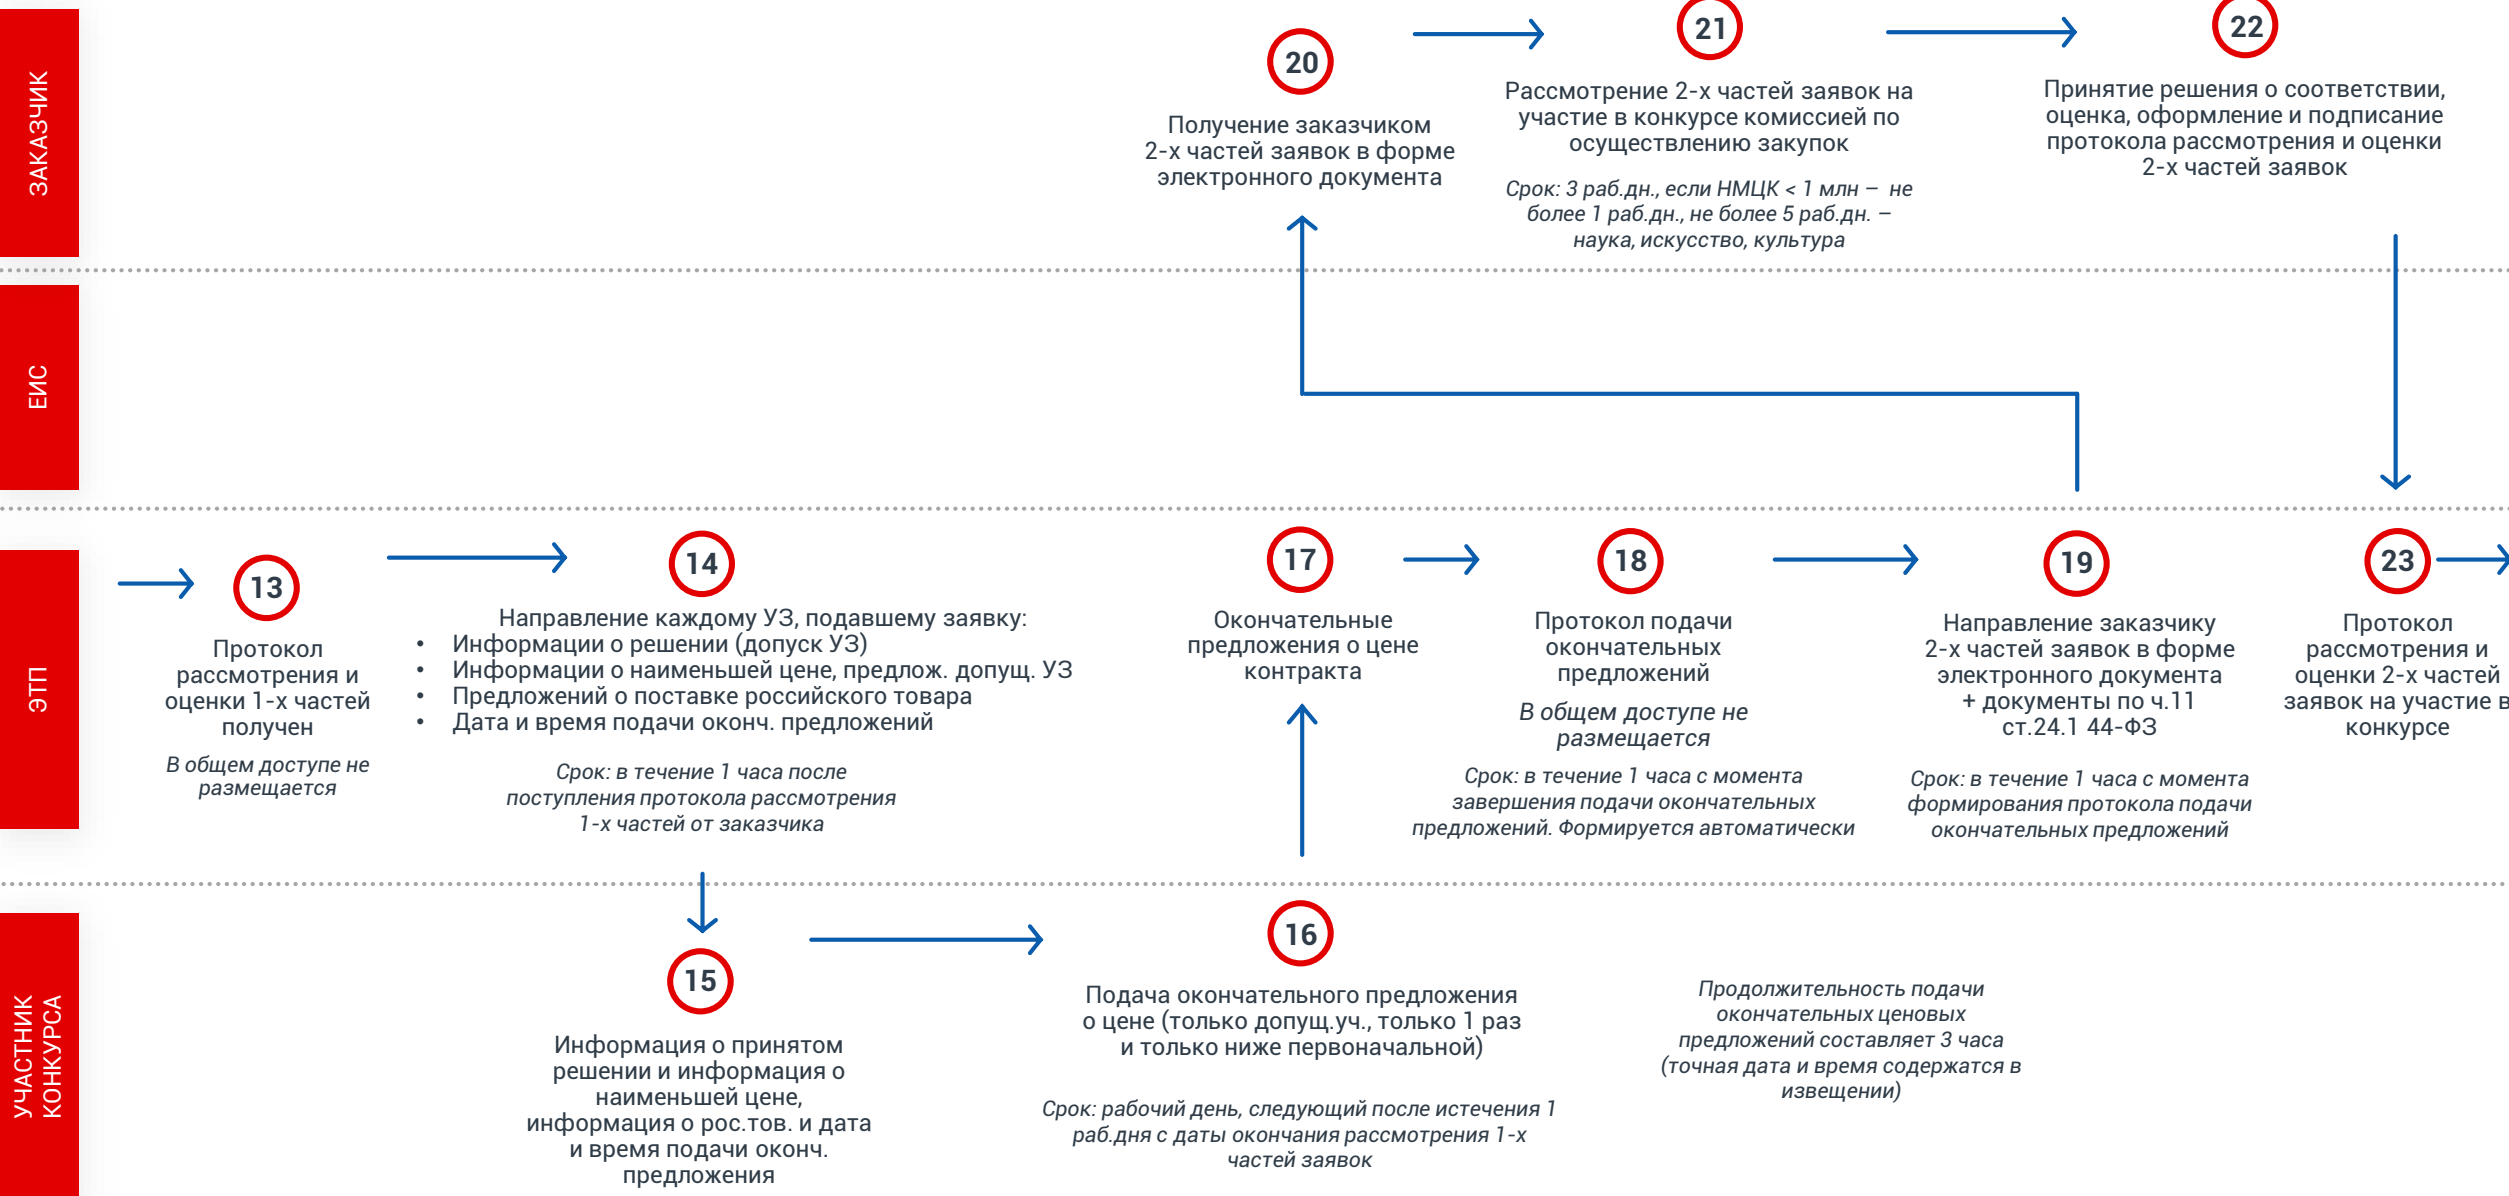 ЗАКАЗЧИК
20
Получение заказчиком
2-х частей заявок в форме
электронного документа
21
Рассмотрение 2-х частей заявок на
участие в конкурсе комиссией по
осуществлению закупок
Срок: 3 раб.дн., если НМЦК < 1 млн – не
более 1 раб.дн., не более 5 раб.дн. –
наука, искусство, культура
22
Принятие решения о соответствии,
оценка, оформление и подписание
протокола рассмотрения и оценки
2-х частей заявок
ЕИС
ЭТП
13
Протокол
рассмотрения и
оценки 1-х частей
получен
В общем доступе не
размещается
14
Направление каждому УЗ, подавшему заявку:
• Информации о решении (допуск УЗ)
• Информации о наименьшей цене, предлож. допущ. УЗ
• Предложений о поставке российского товара
• Дата и время подачи оконч. предложений
Срок: в течение 1 часа после
поступления протокола рассмотрения
1-х частей от заказчика
17
Окончательные
предложения о цене
контракта
18
Протокол подачи
окончательных
предложений
В общем доступе не
размещается
Срок: в течение 1 часа с момента
завершения подачи окончательных
предложений. Формируется автоматически
19
Направление заказчику
2-х частей заявок в форме
электронного документа
+ документы по ч.11
ст.24.1 44-ФЗ
Срок: в течение 1 часа с момента
формирования протокола подачи
окончательных предложений
23
Протокол
рассмотрения и
оценки 2-х частей
заявок на участие в
конкурсе
УЧАСТНИК
КОНКУРСА
15
Информация о принятом
решении и информация о
наименьшей цене,
информация о рос.тов. и дата
и время подачи оконч.
предложения
16
Подача окончательного предложения
о цене (только допущ.уч., только 1 раз
и только ниже первоначальной)
Срок: рабочий день, следующий после истечения 1
раб.дня с даты окончания рассмотрения 1-х
частей заявок
Продолжительность подачи
окончательных ценовых
предложений составляет 3 часа
(точная дата и время содержатся в
извещении)